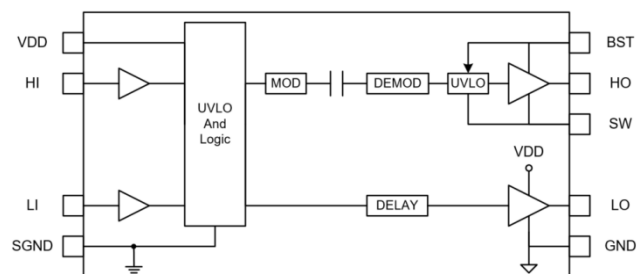 VDD
BST
HI
MOD
DEMOD
UVLO
HO
UVLO
And
Logic
SW
VDD
LI
DELAY
LO
SGND
GND